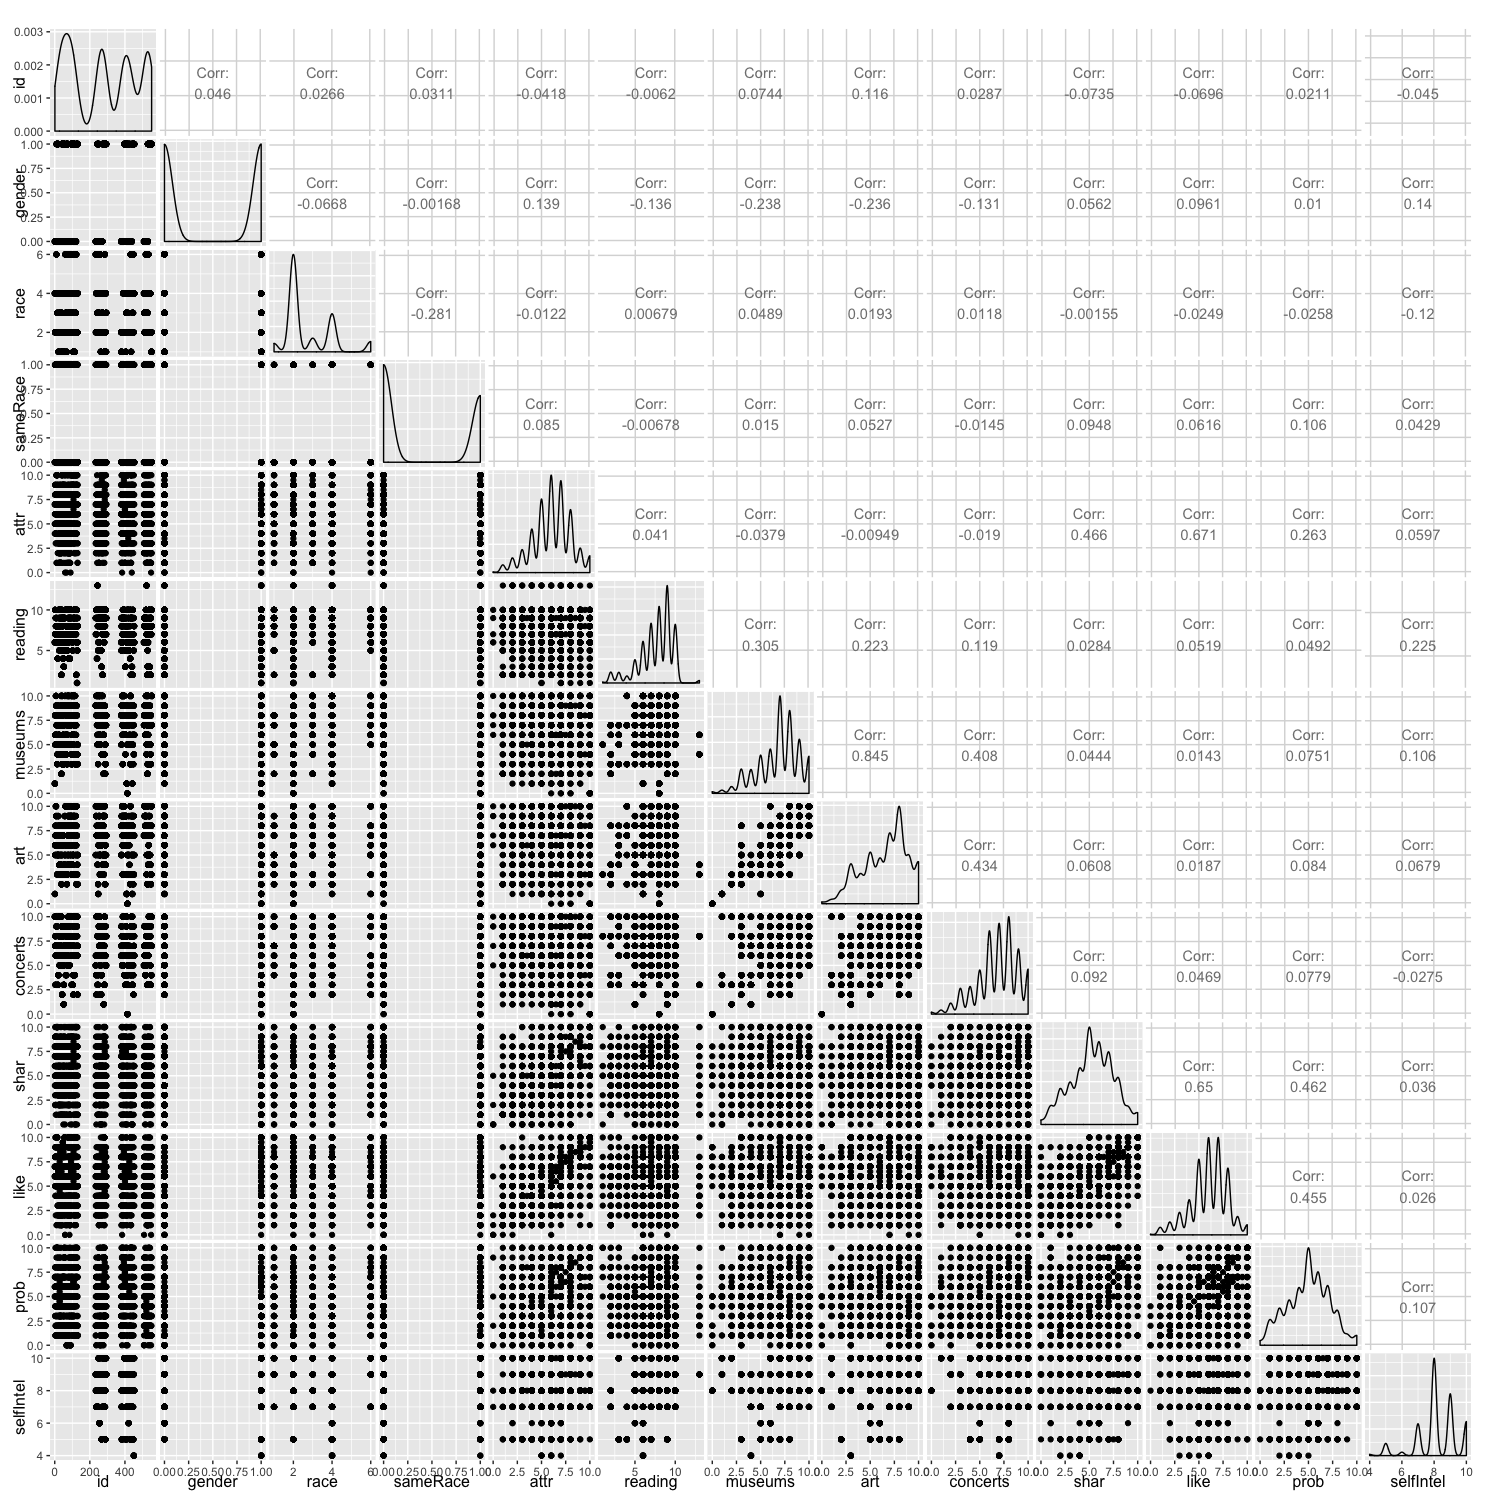 0.003
0.002
0.001
0.000
id
Corr:
0.046
Corr:
0.0266
Corr:
0.0311
Corr:
-0.0418
Corr:
-0.0062
Corr:
0.0744
Corr:
0.116
Corr:
0.0287
Corr:
-0.0735
Corr:
-0.0696
Corr:
0.0211
Corr:
-0.045
1.00
0.75
0.50
0.25
0.00
gender
Corr:
-0.0668
Corr:
-0.00168
Corr:
0.139
Corr:
-0.136
Corr:
-0.238
Corr:
-0.236
Corr:
-0.131
Corr:
0.0562
Corr:
0.0961
Corr:
0.01
Corr:
0.14
6
4
2
race
Corr:
-0.281
Corr:
-0.0122
Corr:
0.00679
Corr:
0.0489
Corr:
0.0193
Corr:
0.0118
Corr:
-0.00155
Corr:
-0.0249
Corr:
-0.0258
Corr:
-0.12
1.00
0.75
0.50
0.25
0.00
sameRace
Corr:
0.085
Corr:
-0.00678
Corr:
0.015
Corr:
0.0527
Corr:
-0.0145
Corr:
0.0948
Corr:
0.0616
Corr:
0.106
Corr:
0.0429
10.0
7.5
5.0
2.5
0.0
attr
Corr:
0.041
Corr:
-0.0379
Corr:
-0.00949
Corr:
-0.019
Corr:
0.466
Corr:
0.671
Corr:
0.263
Corr:
0.0597
10
5
reading
Corr:
0.305
Corr:
0.223
Corr:
0.119
Corr:
0.0284
Corr:
0.0519
Corr:
0.0492
Corr:
0.225
10.0
7.5
5.0
2.5
0.0
museums
Corr:
0.845
Corr:
0.408
Corr:
0.0444
Corr:
0.0143
Corr:
0.0751
Corr:
0.106
10.0
7.5
5.0
2.5
0.0
art
Corr:
0.434
Corr:
0.0608
Corr:
0.0187
Corr:
0.084
Corr:
0.0679
10.0
7.5
5.0
2.5
0.0
concerts
Corr:
0.092
Corr:
0.0469
Corr:
0.0779
Corr:
-0.0275
10.0
7.5
5.0
2.5
0.0
shar
Corr:
0.65
Corr:
0.462
Corr:
0.036
10.0
7.5
5.0
2.5
0.0
like
Corr:
0.455
Corr:
0.026
10.0
7.5
5.0
2.5
0.0
prob
Corr:
0.107
10
8
6
4
selfIntel
0 200 400
0.00 0.25 0.50 0.75 1.00
2 4 6
0.00 0.25 0.50 0.75 1.00
0.0 2.5 5.0 7.5 10.0
5 10
0.0 2.5 5.0 7.5 10.0
0.0 2.5 5.0 7.5 10.0
0.0 2.5 5.0 7.5 10.0
0.0 2.5 5.0 7.5 10.0
0.0 2.5 5.0 7.5 10.0
0.0 2.5 5.0 7.5 10.0
4 6 8 10
id gender race sameRace attr reading museums art concerts shar like prob selfIntel